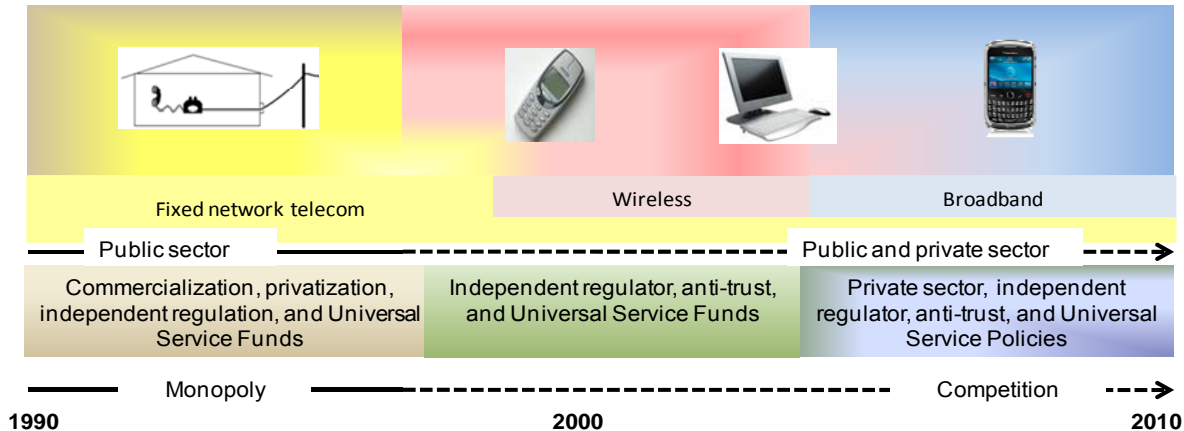 Fixed network telecom
Wireless
Broadband
Public sector
Public and private sector
Commercialization, privatization,
independent regulation, and Universal
Service Funds
Independent regulator, anti-trust,
and Universal Service Funds
Private sector, independent
regulator, anti-trust, and Universal
Service Policies
Monopoly
Competition
1990
2000
2010